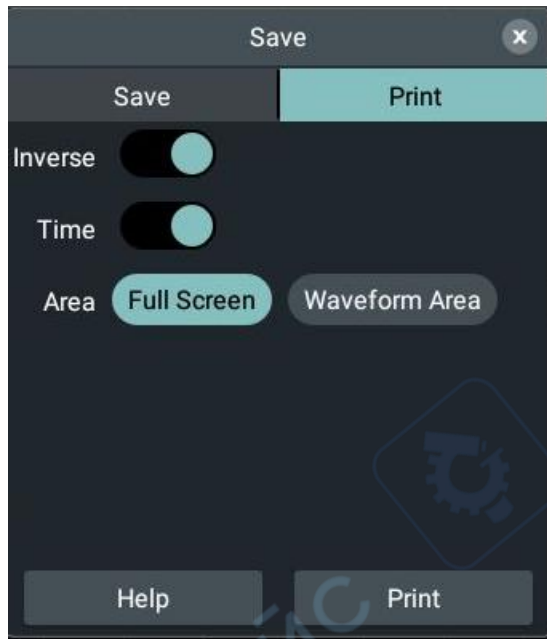 Save
x
Save Print
Inverse
Time
Area Full Screen Waveform Area
Help Print